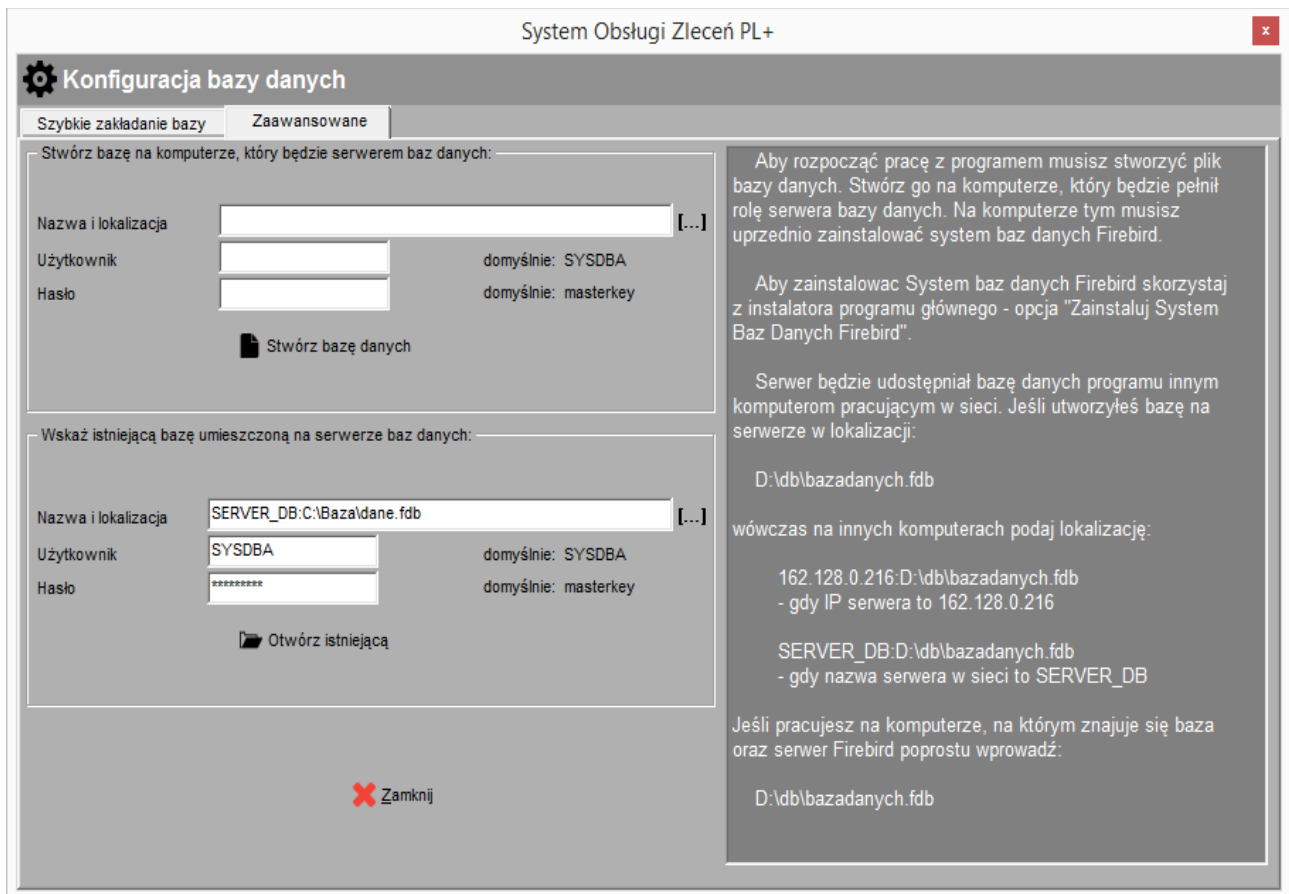 System Obsługi Zleceń PL+
x
Konfiguracja bazy danych
Szybkie zakładanie bazy
Zaawansowane
Stwórz bazę na komputerze, który będzie serwerem baz danych:
Nazwa i lokalizacja
[...]
Użytkownik
domyślnie: SYSDBA
Hasło
domyślnie: masterkey
Stwórz bazę danych
Wskaż istniejącą bazę umieszczoną na serwerze baz danych:
Nazwa i lokalizacja
SERVER_DB:C:\Baza\dane.fdb
[...]
Użytkownik
SYSDBA
domyślnie: SYSDBA
Hasło
*********
domyślnie: masterkey
Otwórz istniejącą
Zamknij
Aby rozpocząć pracę z programem musisz stworzyć plik
bazy danych. Stwórz go na komputerze, który będzie pełnił
rolę serwera bazy danych. Na komputerze tym musisz
uprzednio zainstalować system baz danych Firebird.
Aby zainstalowac System baz danych Firebird skorzystaj
z instalatora programu głównego - opcja "Zainstaluj System
Baz Danych Firebird".
Serwer będzie udostępniał bazę danych programu innym
komputerom pracującym w sieci. Jeśli utworzyłeś bazę na
serwerze w lokalizacji:
D:\db\bazadanych.fdb
wówczas na innych komputerach podaj lokalizację:
162.128.0.216:D:\db\bazadanych.fdb
- gdy IP serwera to 162.128.0.216
SERVER_DB:D:\db\bazadanych.fdb
- gdy nazwa serwera w sieci to SERVER_DB
Jeśli pracujesz na komputerze, na którym znajuje się baza
oraz serwer Firebird poprostu wprowadź:
D:\db\bazadanych.fdb